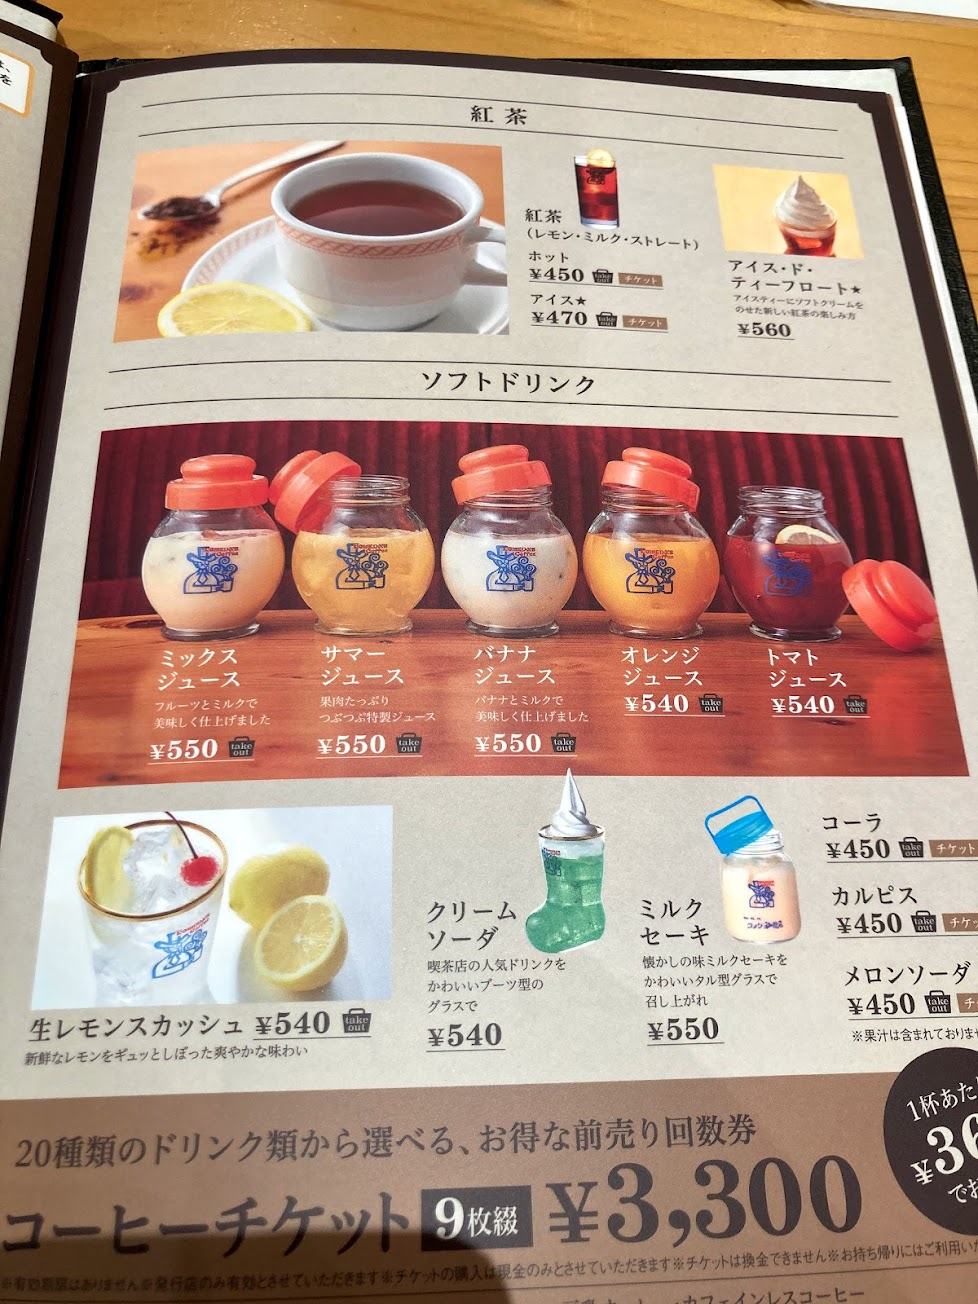 は、
を
紅茶
紅茶
(レモン・ミルク・ストレート)
ホット
¥450 take out チケット
アイス★
¥470 take out チケット
アイス・ド・
ティーフロート★
アイスティーにソフトクリームを
のせた新しい紅茶の楽しみ方
¥560
ソフトドリンク
ミックス
ジュース
フルーツとミルクで
美味しく仕上げました
¥550 take out
サマー
ジュース
果肉たっぷり
つぶつぶ特製ジュース
¥550 take out
バナナ
ジュース
バナナとミルクで
美味しく仕上げました
¥550 take out
オレンジ
ジュース
¥540 take out
トマト
ジュース
¥540 take out
生レモンスカッシュ ¥540 take out
新鮮なレモンをギュッとしぼった爽やかな味わい
クリーム
ソーダ
喫茶店の人気ドリンクを
かわいいブーツ型の
グラスで
¥540
ミルク
セーキ
懐かしの味ミルクセーキを
かわいいタル型グラスで
召し上がれ
¥550
コーラ
¥450 take out チケット
カルピス
¥450 take out チケッ
メロンソーダ
¥450 take out チ
※果汁は含まれておりませ
20種類のドリンク類から選べる、お得な前売り回数券
コーヒーチケット 9枚綴 ¥3,300
1杯あた
¥36
でお
※有効期限はありません※発行店のみ有効とさせていただきます※チケットの購入は現金のみとさせていただきます※チケットは換金できません※お持ち帰りにはご利用いた
カフェインレスコーヒー